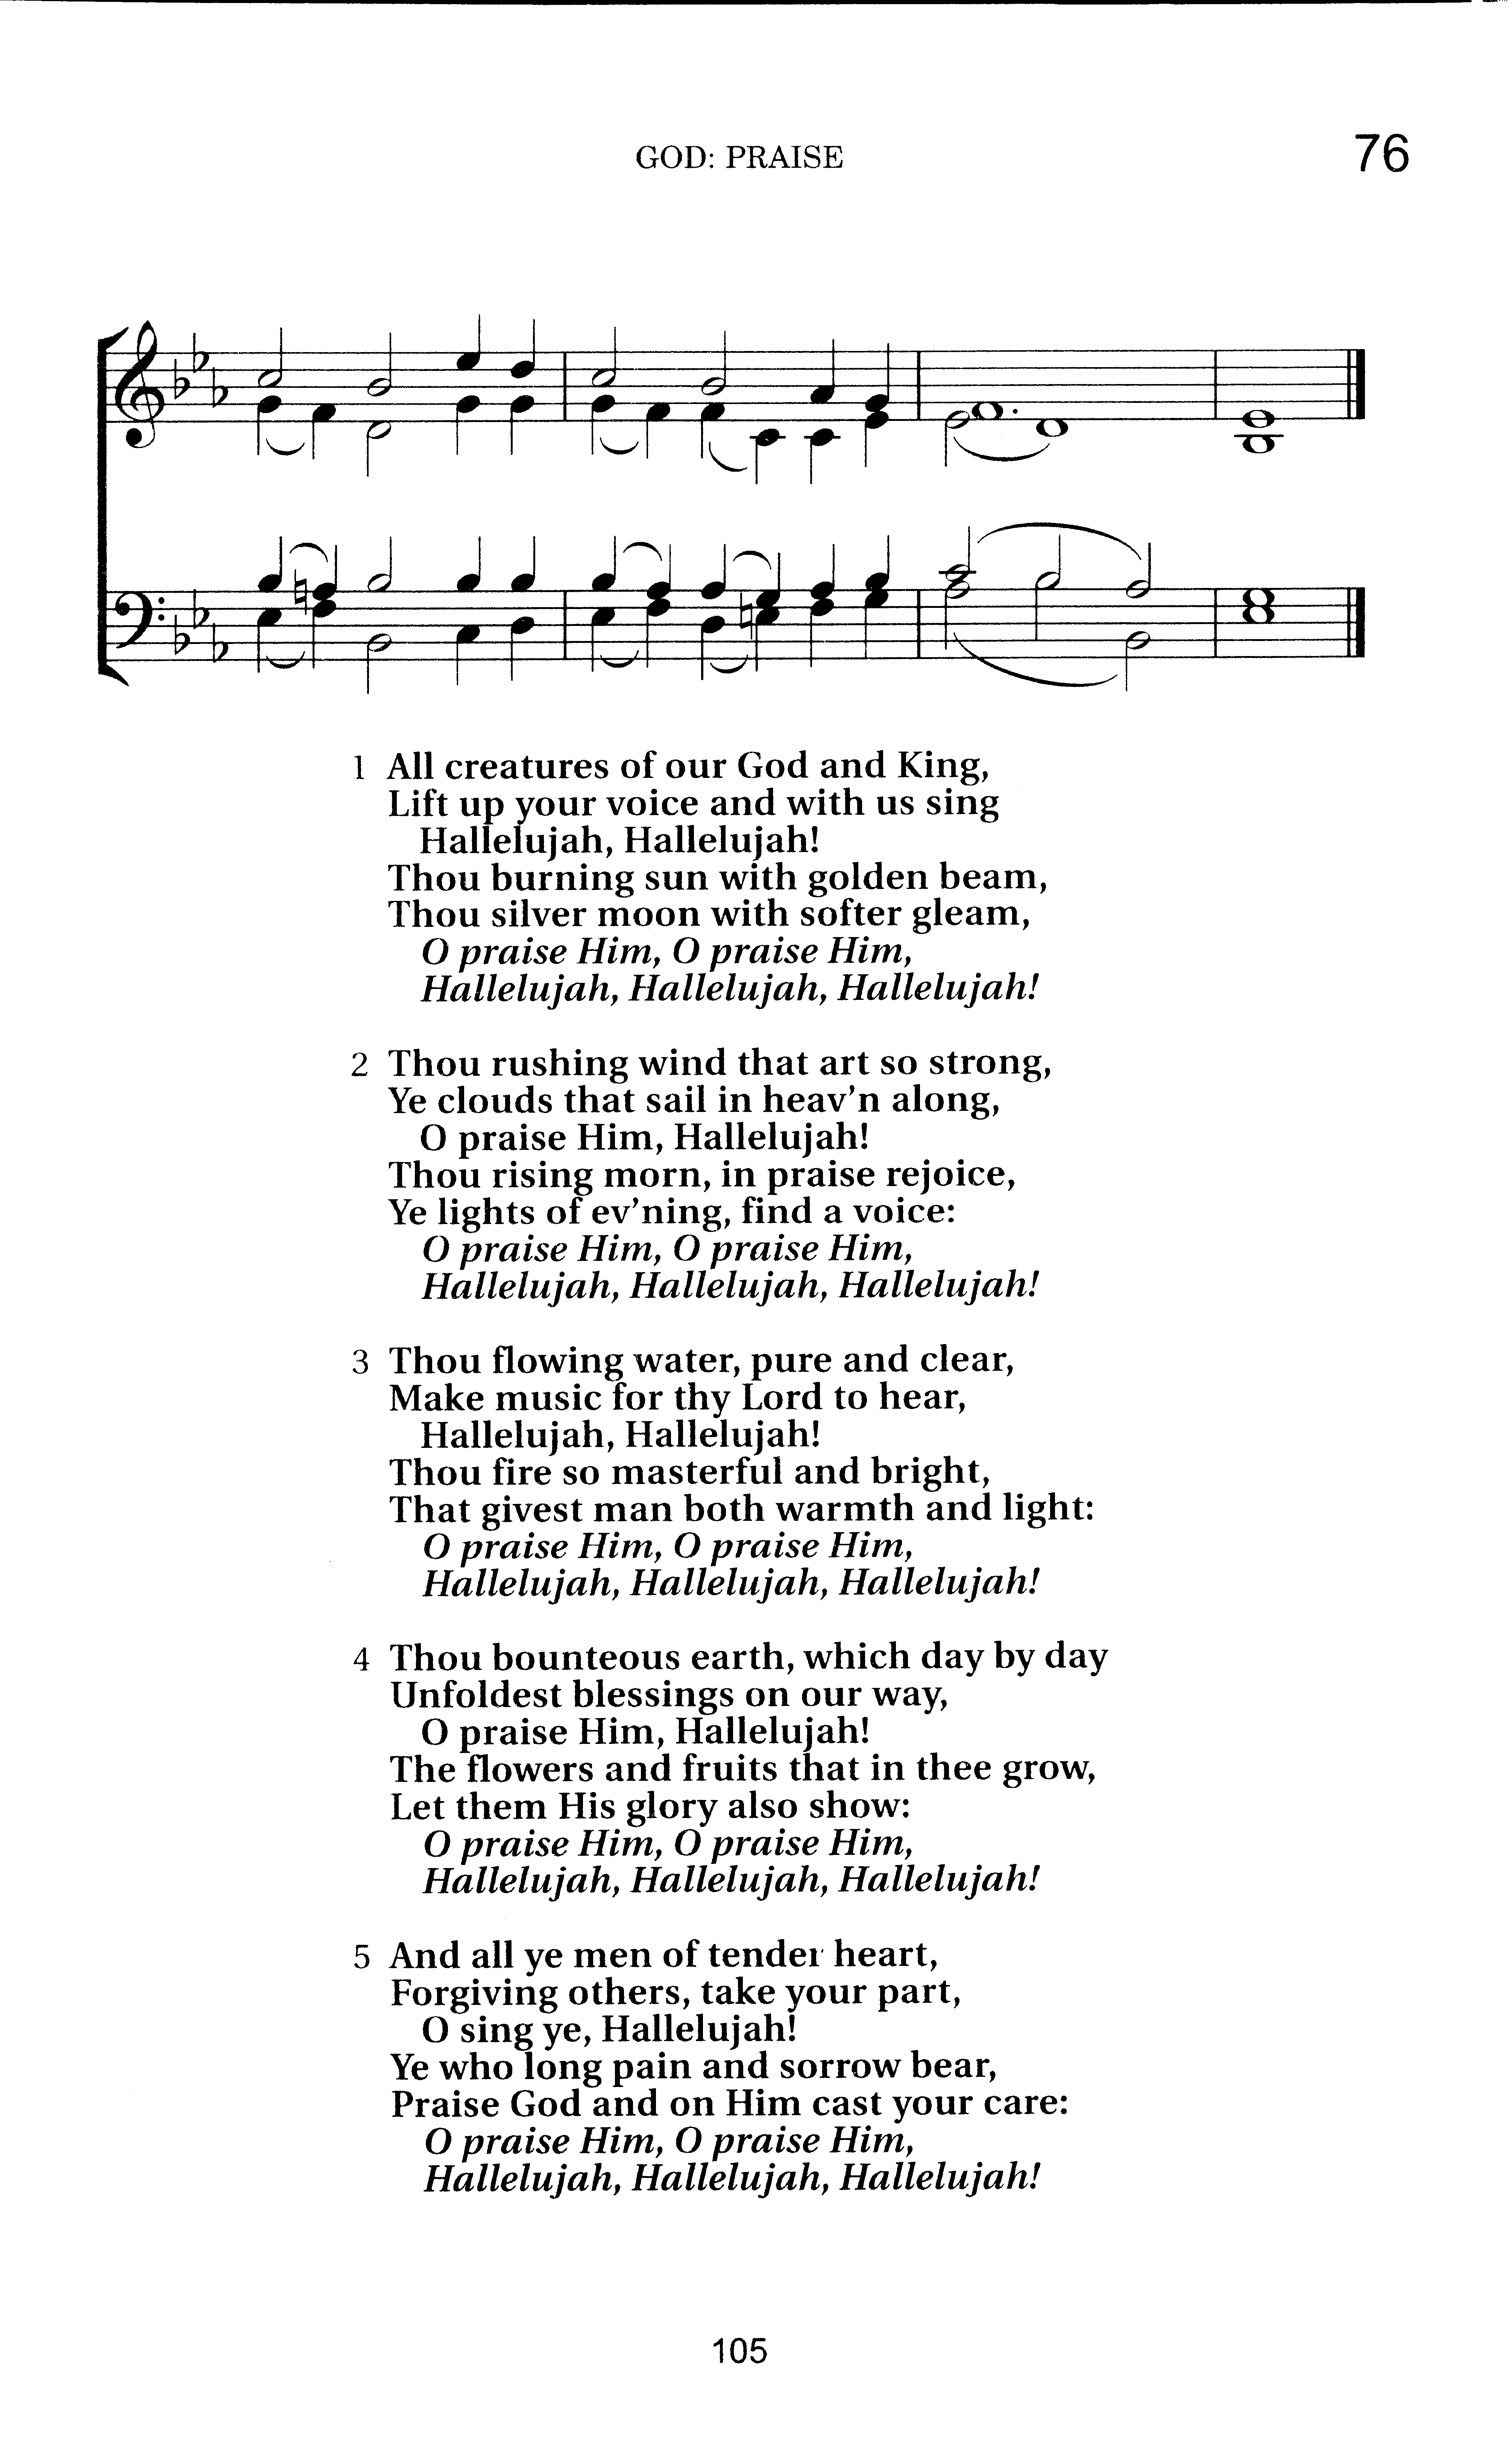 GOD: PRAISE
76
1 All creatures of our God and King,
Lift up your voice and with us sing
Hallelujah, Hallelujah!
Thou burning sun with golden beam,
Thou silver moon with softer gleam,
O praise Him, O praise Him,
Hallelujah, Hallelujah, Hallelujah!
2 Thou rushing wind that art so strong,
Ye clouds that sail in heav’n along,
O praise Him, Hallelujah!
Thou rising morn, in praise rejoice,
Ye lights of ev’ning, find a voice:
O praise Him, O praise Him,
Hallelujah, Hallelujah, Hallelujah!
3 Thou flowing water, pure and clear,
Make music for thy Lord to hear,
Hallelujah, Hallelujah!
Thou fire so masterful and bright,
That givest man both warmth and light:
O praise Him, O praise Him,
Hallelujah, Hallelujah, Hallelujah!
4 Thou bounteous earth, which day by day
Unfoldest blessings on our way,
O praise Him, Hallelujah!
The flowers and fruits that in thee grow,
Let them His glory also show:
O praise Him, O praise Him,
Hallelujah, Hallelujah, Hallelujah!
5 And all ye men of tender heart,
Forgiving others, take your part,
O sing ye, Hallelujah!
Ye who long pain and sorrow bear,
Praise God and on Him cast your care:
O praise Him, O praise Him,
Hallelujah, Hallelujah, Hallelujah!
105